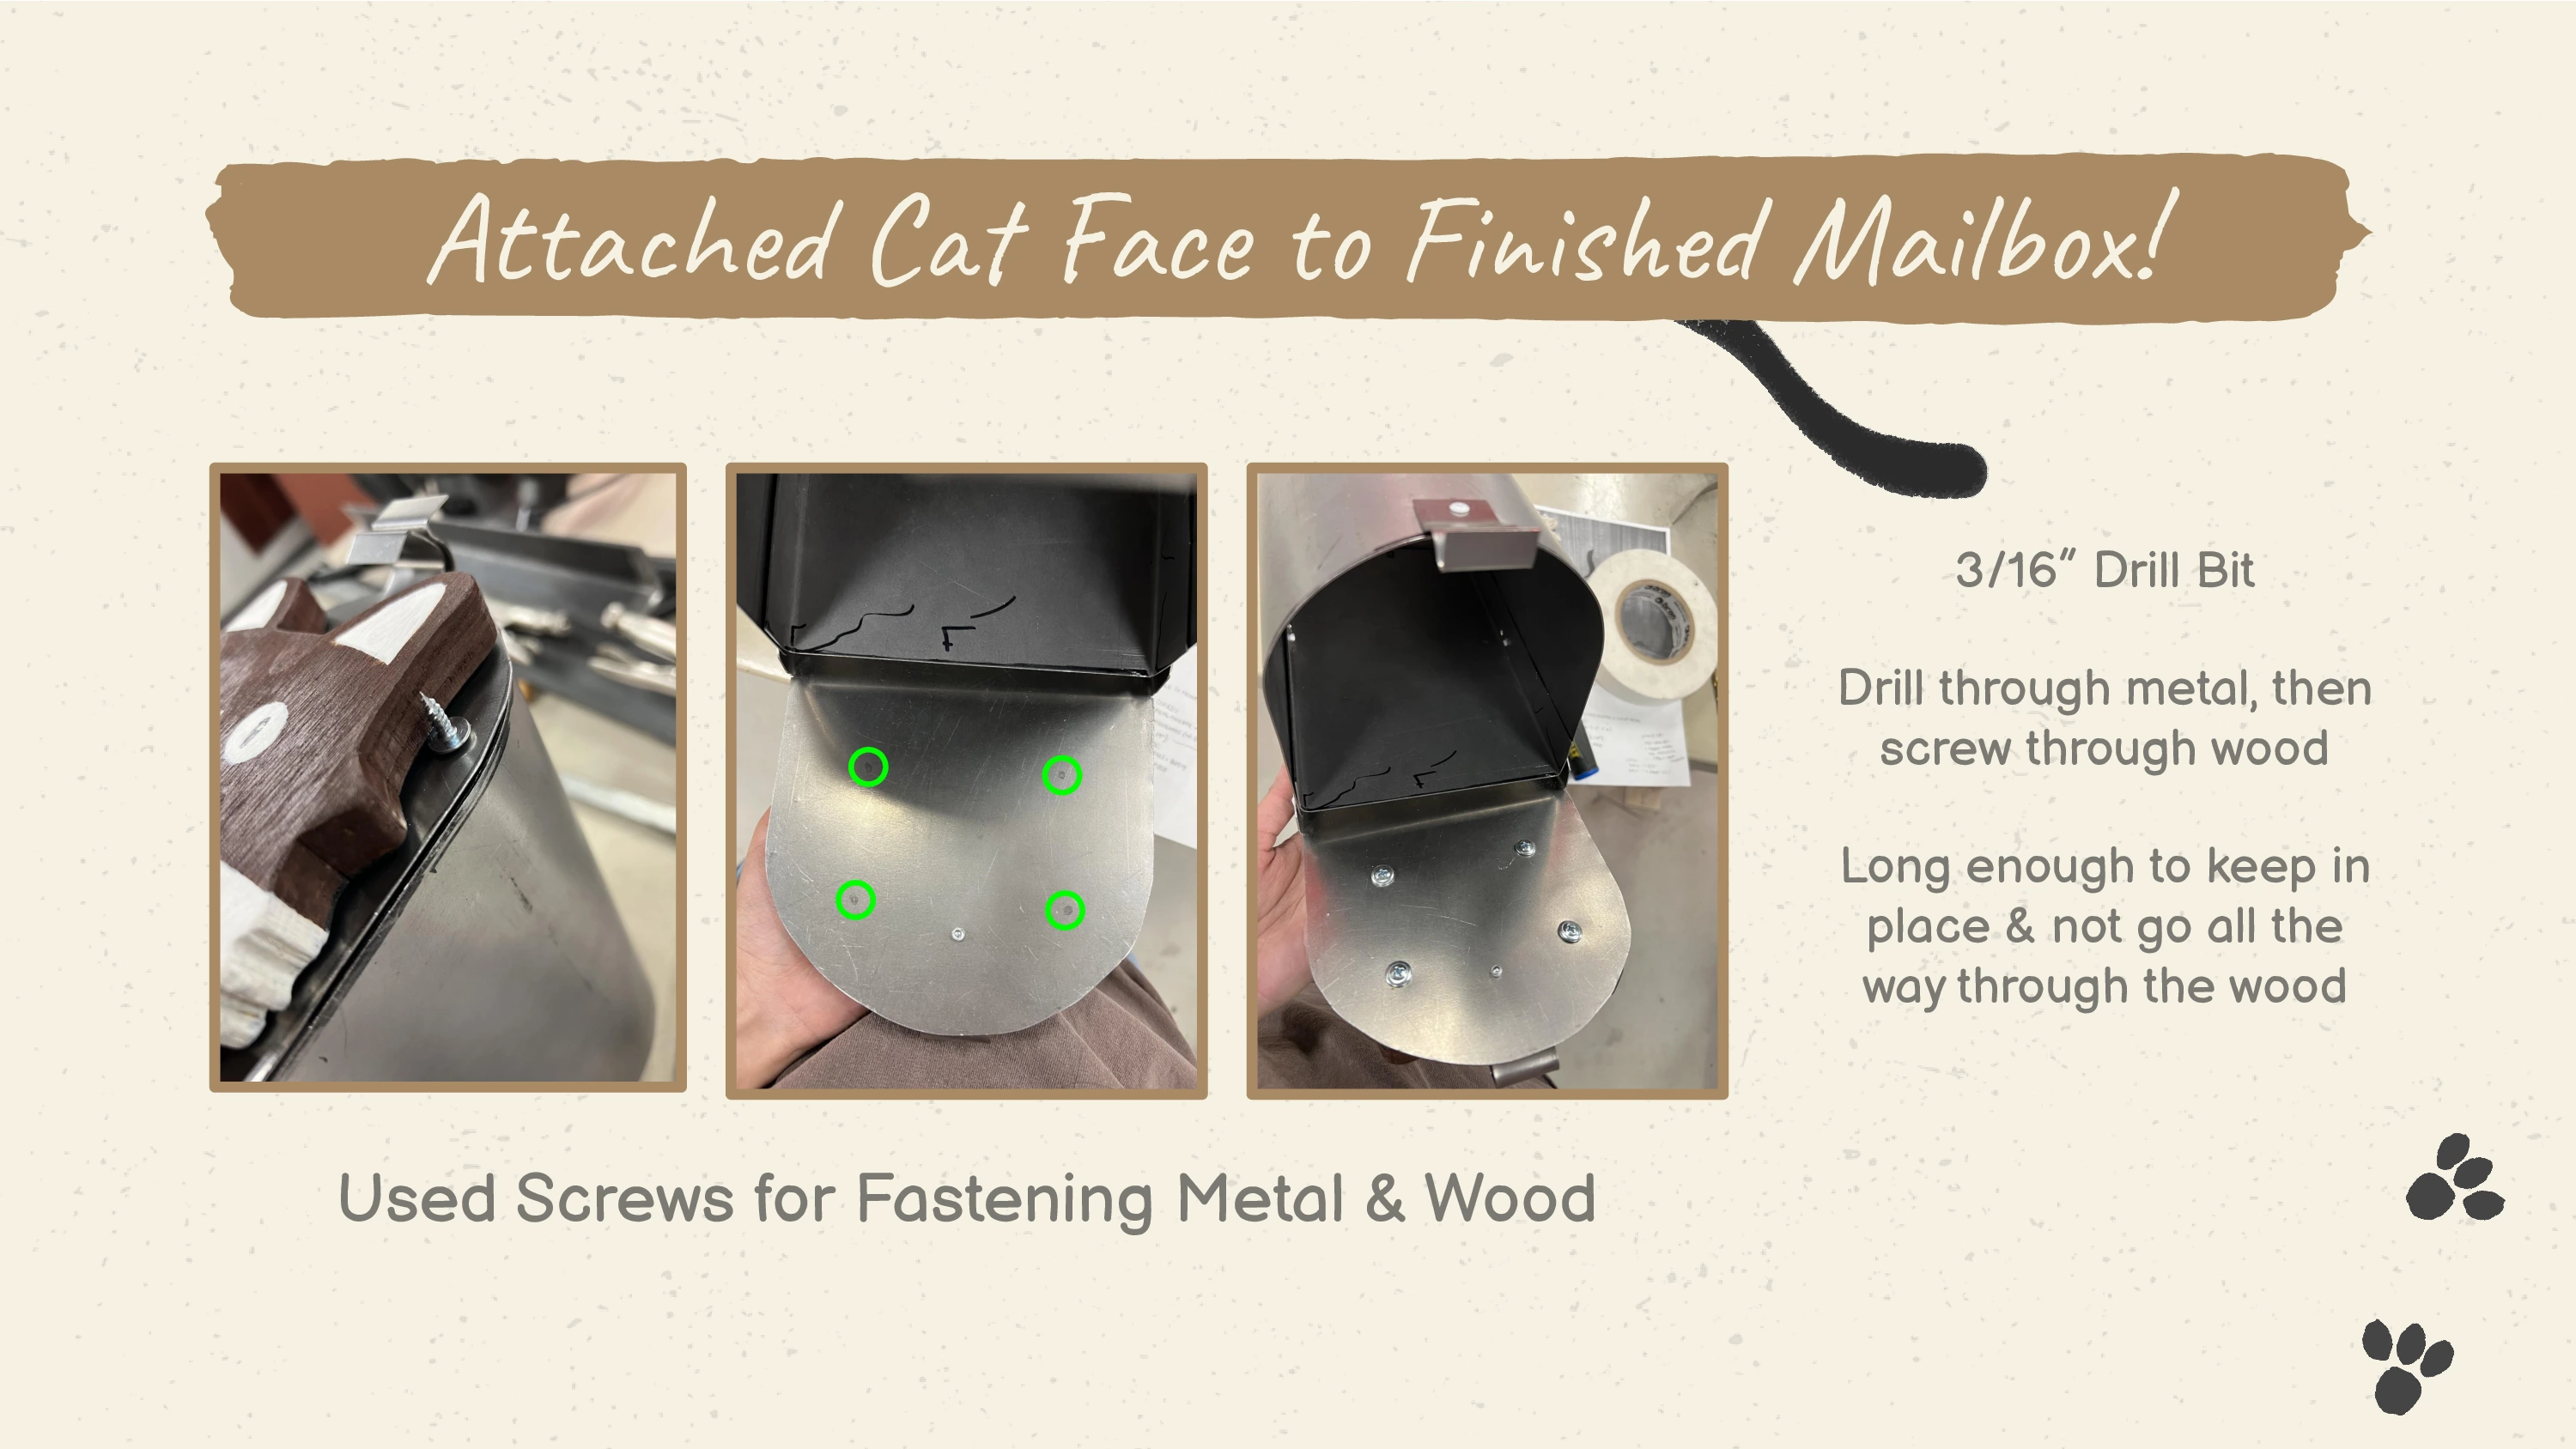 Attached Cat Face to Finished Mailbox!
3/16" Drill Bit
Drill through metal, then
screw through wood
Long enough to keep in
place & not go all the
way through the wood
Used Screws for Fastening Metal & Wood